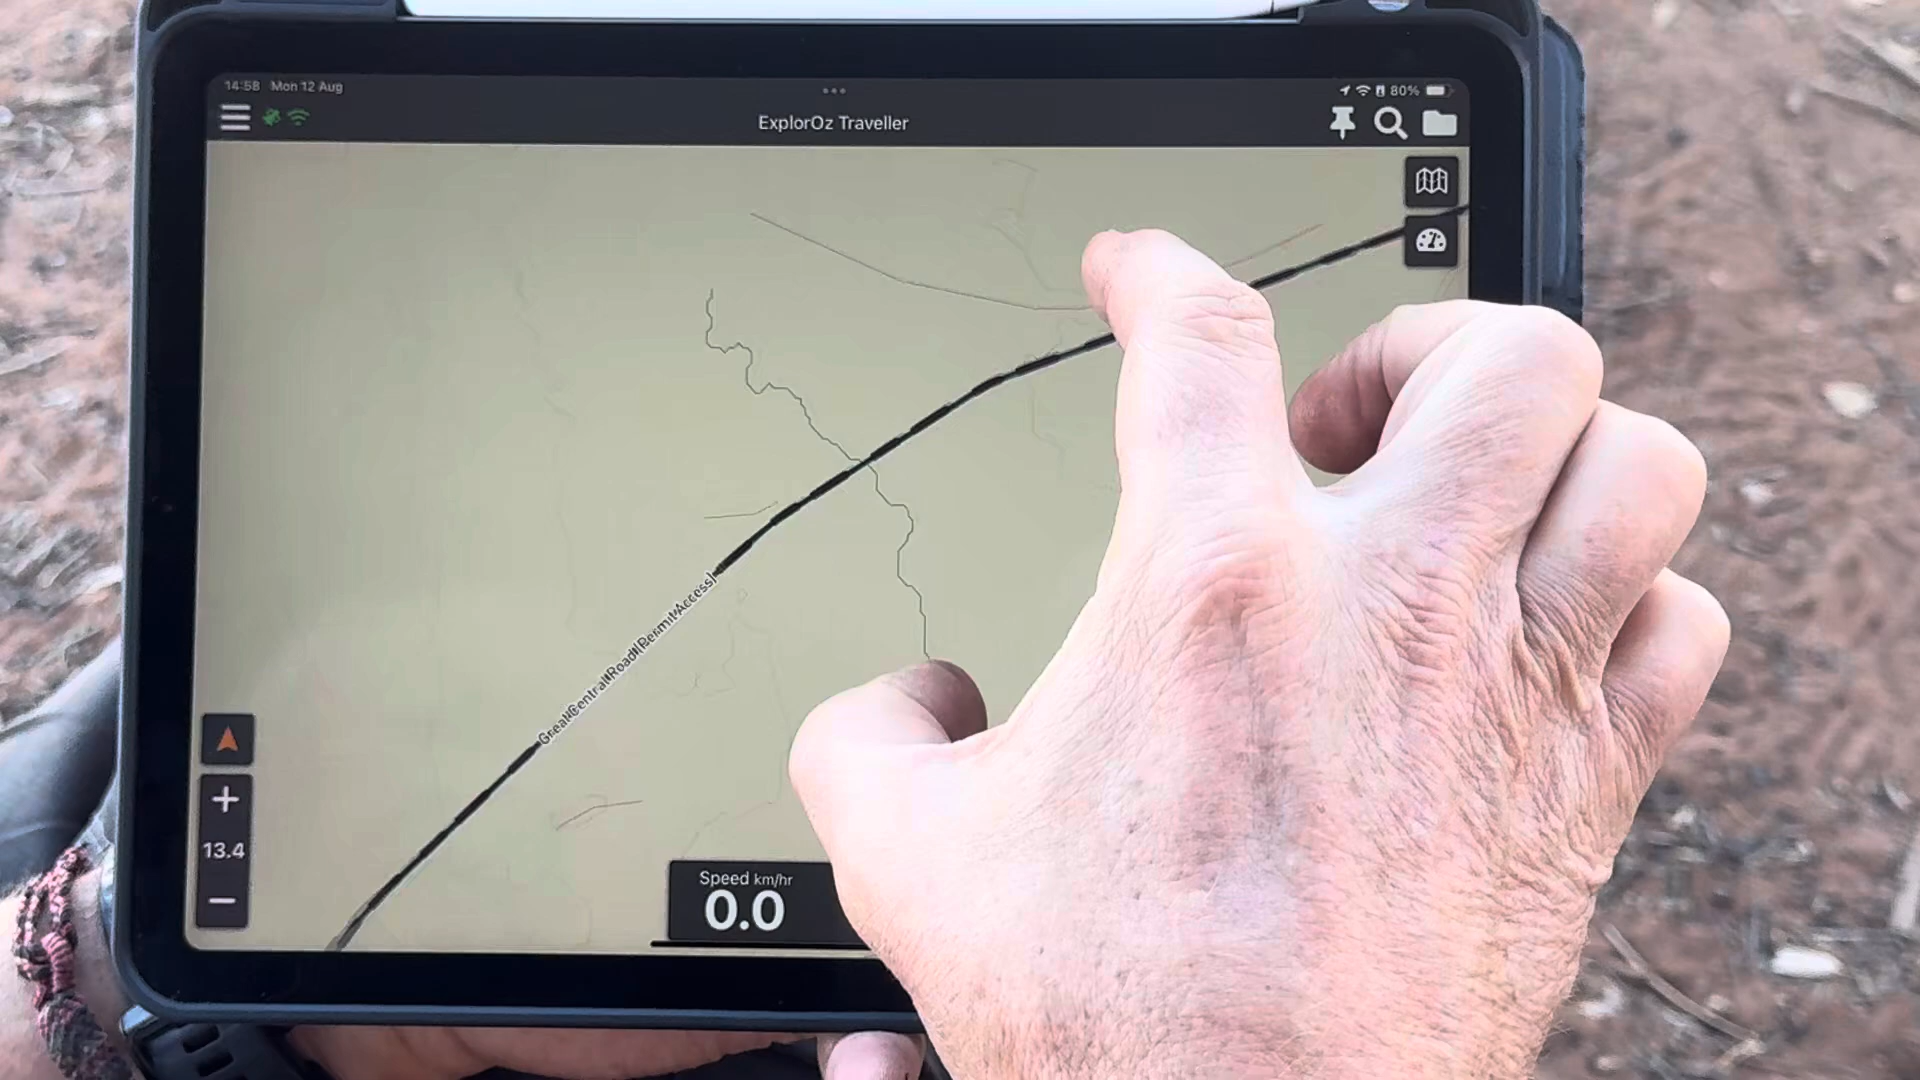 14:58 Mon 12 Aug
80%
ExplorOz Traveller
Great Central Road (Permit Access)
13.4
Speed km/hr
0.0